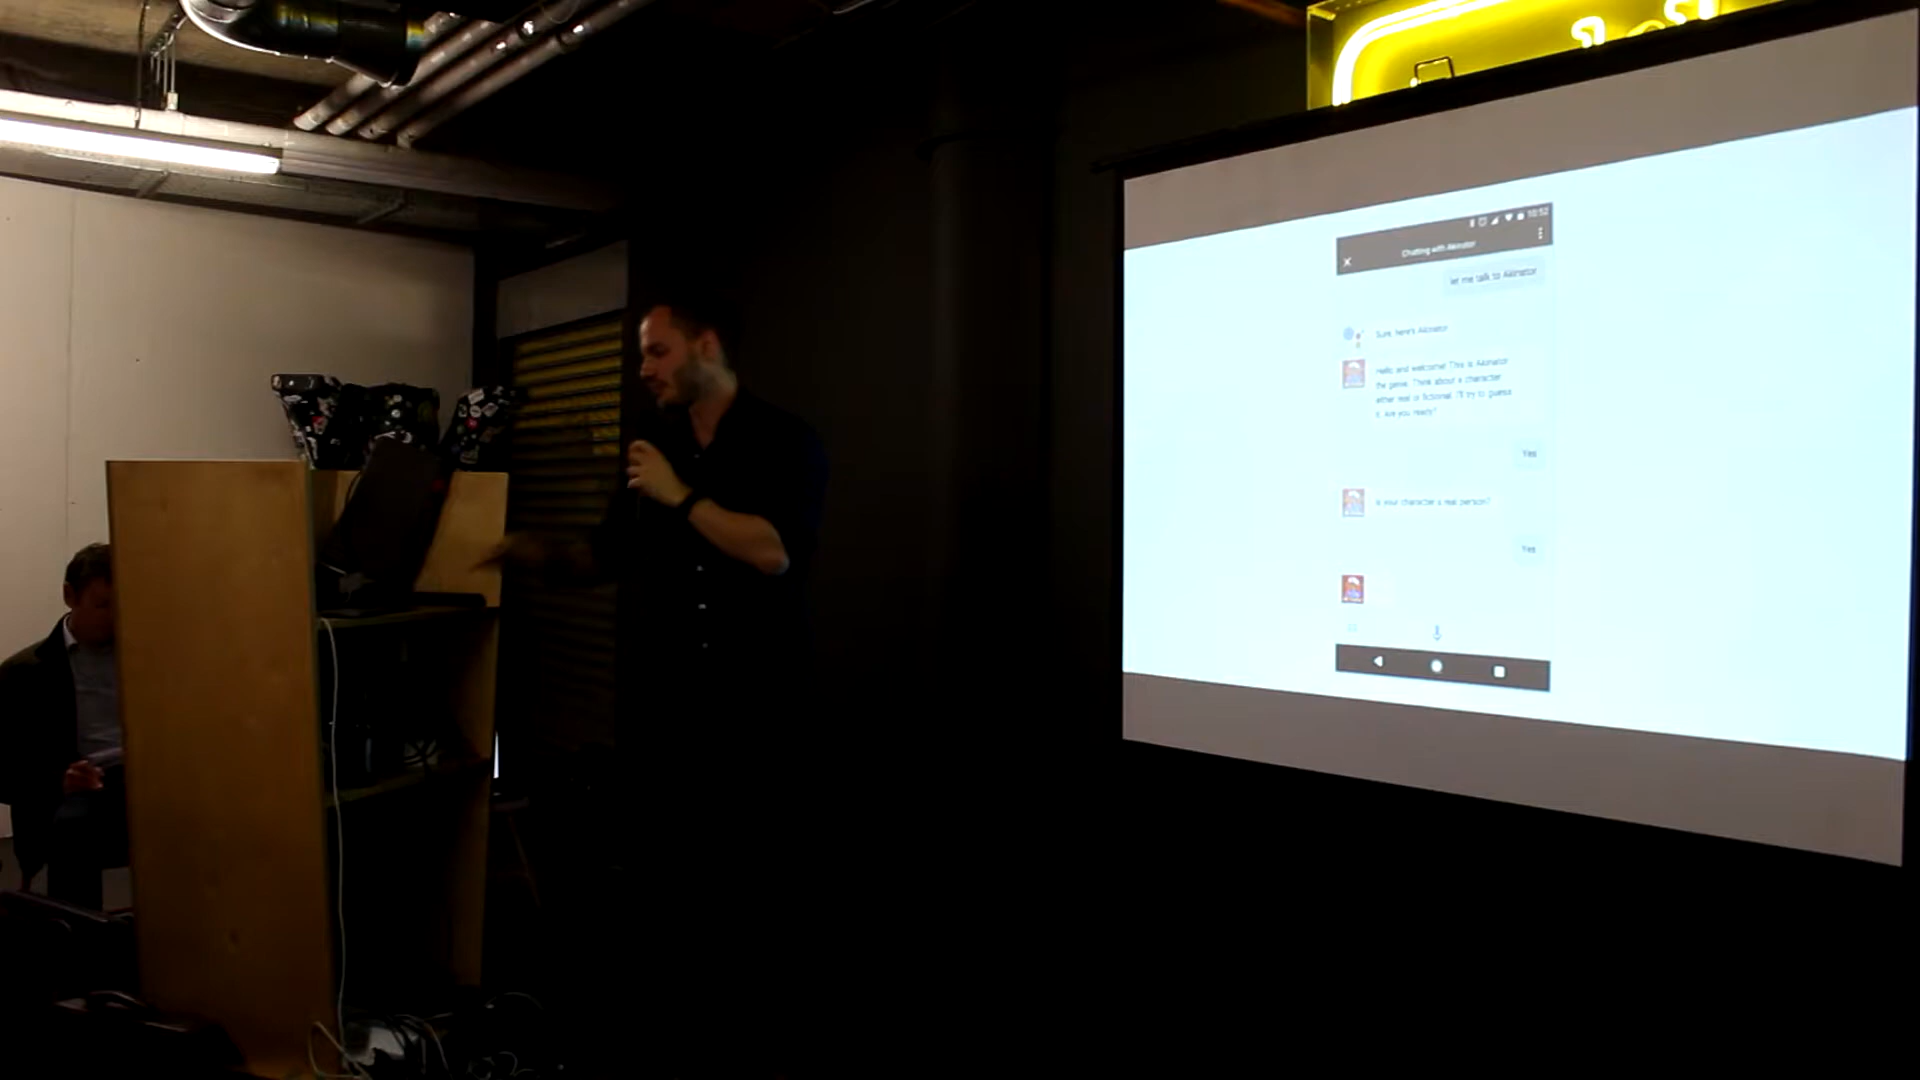 10:52
Chatting with Akinator
let me talk to Akinator
Sure, here's Akinator
Hello and welcome! This is Akinator
the genie. Think about a character
either real or fictional. I'll try to guess
it. Are you ready?
Yes
Is your character a real person?
Yes